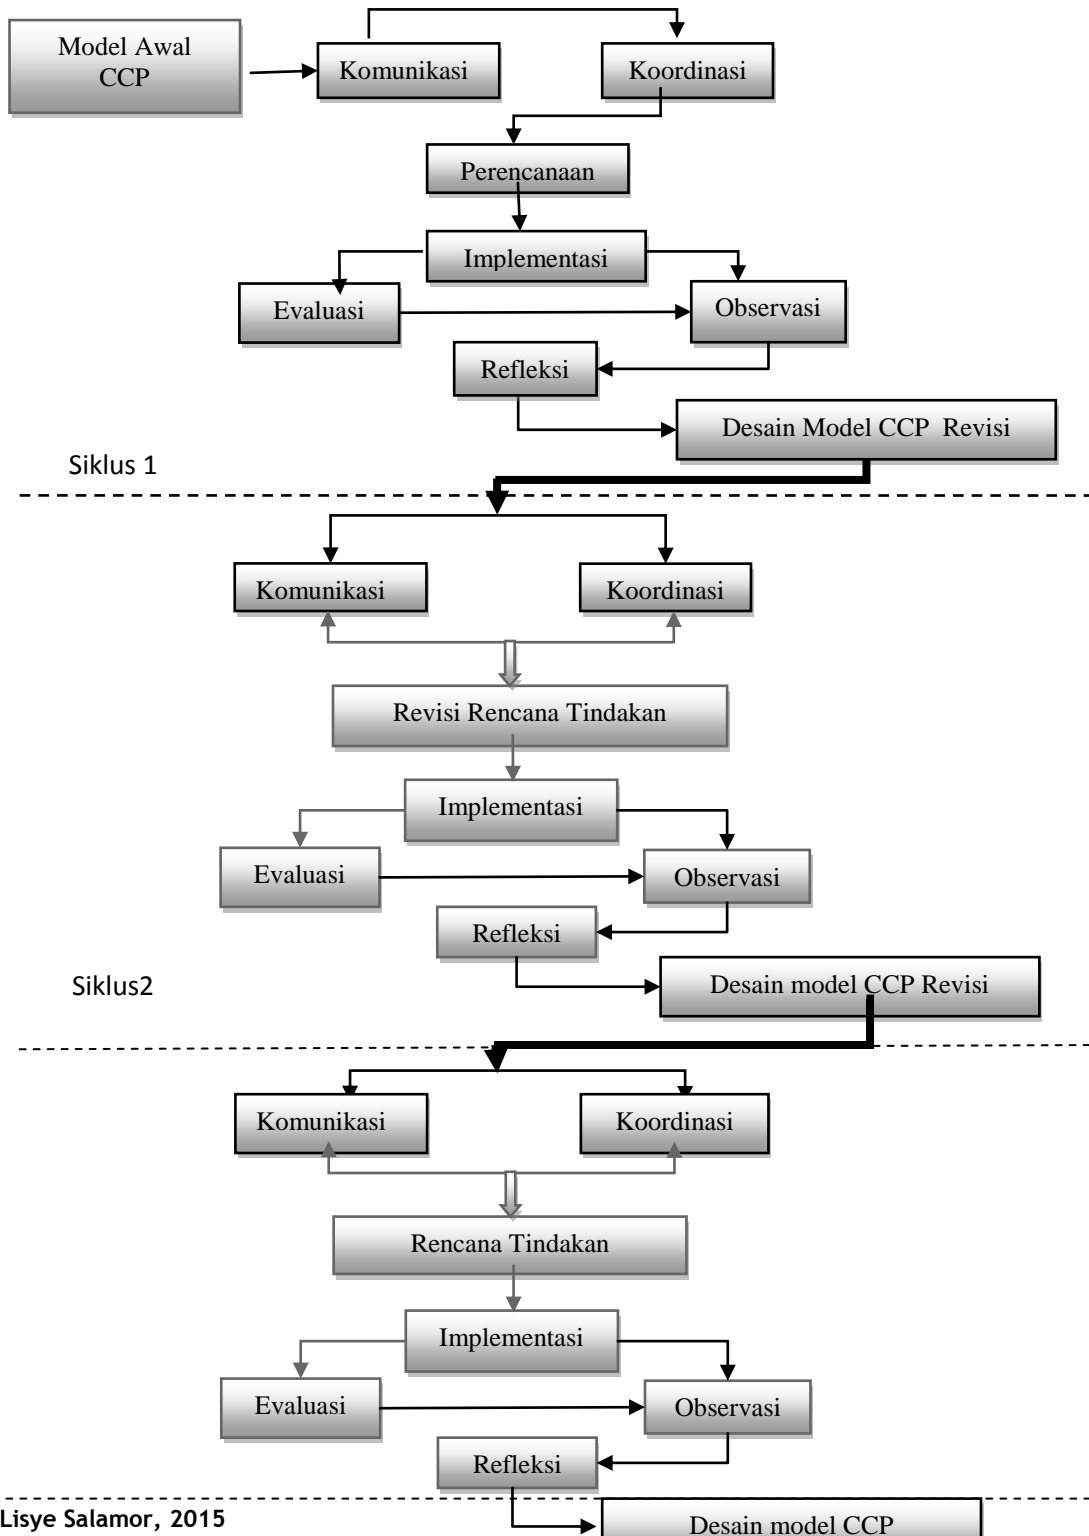 Model Awal
CCP
Komunikasi
Koordinasi
Perencanaan
Implementasi
Evaluasi
Observasi
Refleksi
Desain Model CCP  Revisi
Siklus 1
Komunikasi
Koordinasi
Revisi Rencana Tindakan
Implementasi
Evaluasi
Observasi
Refleksi
Siklus2
Desain model CCP Revisi
Komunikasi
Koordinasi
Rencana Tindakan
Implementasi
Evaluasi
Observasi
Refleksi
Lisye Salamor, 2015
Desain model CCP